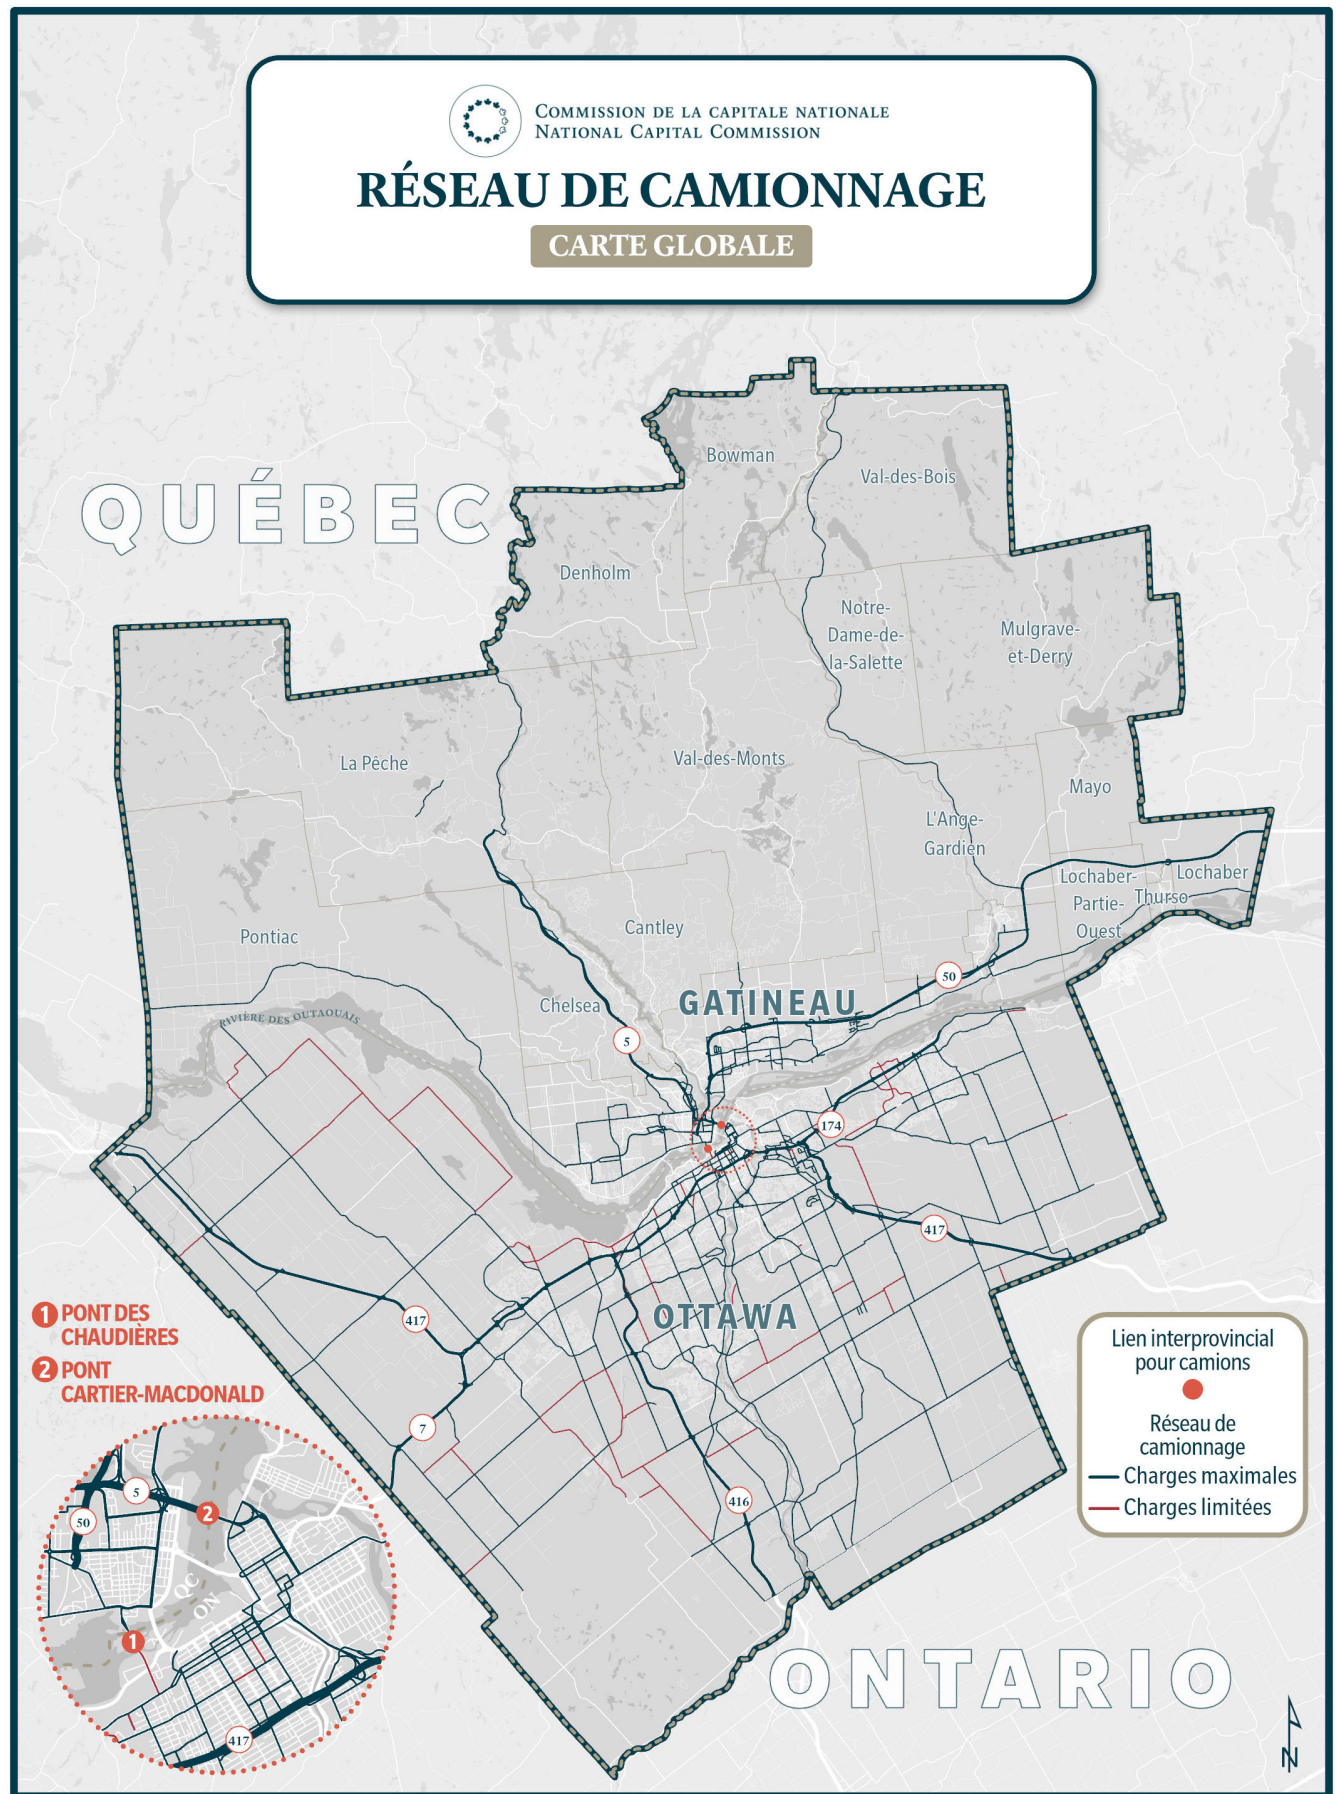 COMMISSION DE LA CAPITALE NATIONALE
NATIONAL CAPITAL COMMISSION
RÉSEAU DE CAMIONNAGE
CARTE GLOBALE
QUÉBEC
Bowman
Val-des-Bois
Denholm
Notre-
Dame-de-
la-Salette
Mulgrave-
et-Derry
La Pêche
Val-des-Monts
Mayo
L'Ange-
Gardien
Lochaber-
Partie-
Ouest
Thurso
Lochaber
Pontiac
Cantley
Chelsea
GATINEAU
50
5
RIVIÈRE DES OUTAOUAIS
174
417
OTTAWA
417
7
416
1 PONT DES
CHAUDIÈRES
2 PONT
CARTIER-MACDONALD
5
50
2
QC
ON
1
417
Lien interprovincial
pour camions
Réseau de
camionnage
Charges maximales
Charges limitées
ONTARIO
N